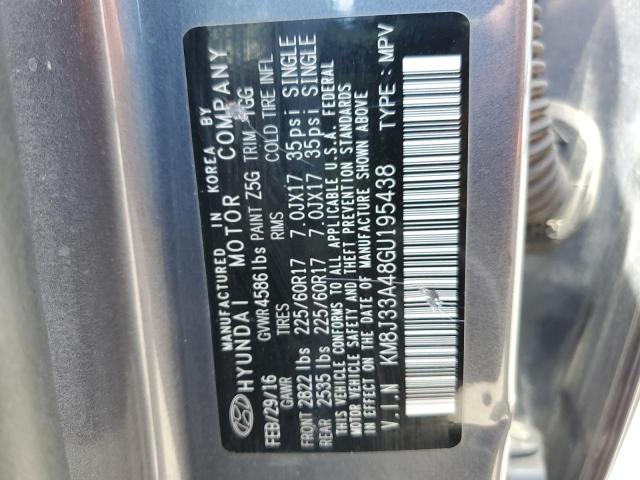 MANUFACTURED IN KOREA BY
HYUNDAI MOTOR COMPANY
FEB/29/16 GVWR 4586 lbs PAINT Z5G TRIM TGG
GAWR TIRES RIMS COLD TIRE INFL
FRONT 2822 lbs 225/60R17 7.0JX17 35psi SINGLE
REAR 2535 lbs 225/60R17 7.0JX17 35psi SINGLE
THIS VEHICLE CONFORMS TO ALL APPLICABLE U.S.A. FEDERAL
MOTOR VEHICLE SAFETY AND THEFT PREVENTION STANDARDS
IN EFFECT ON THE DATE OF MANUFACTURE SHOWN ABOVE
V.I.N KM8J33A48GU195438 TYPE : MPV